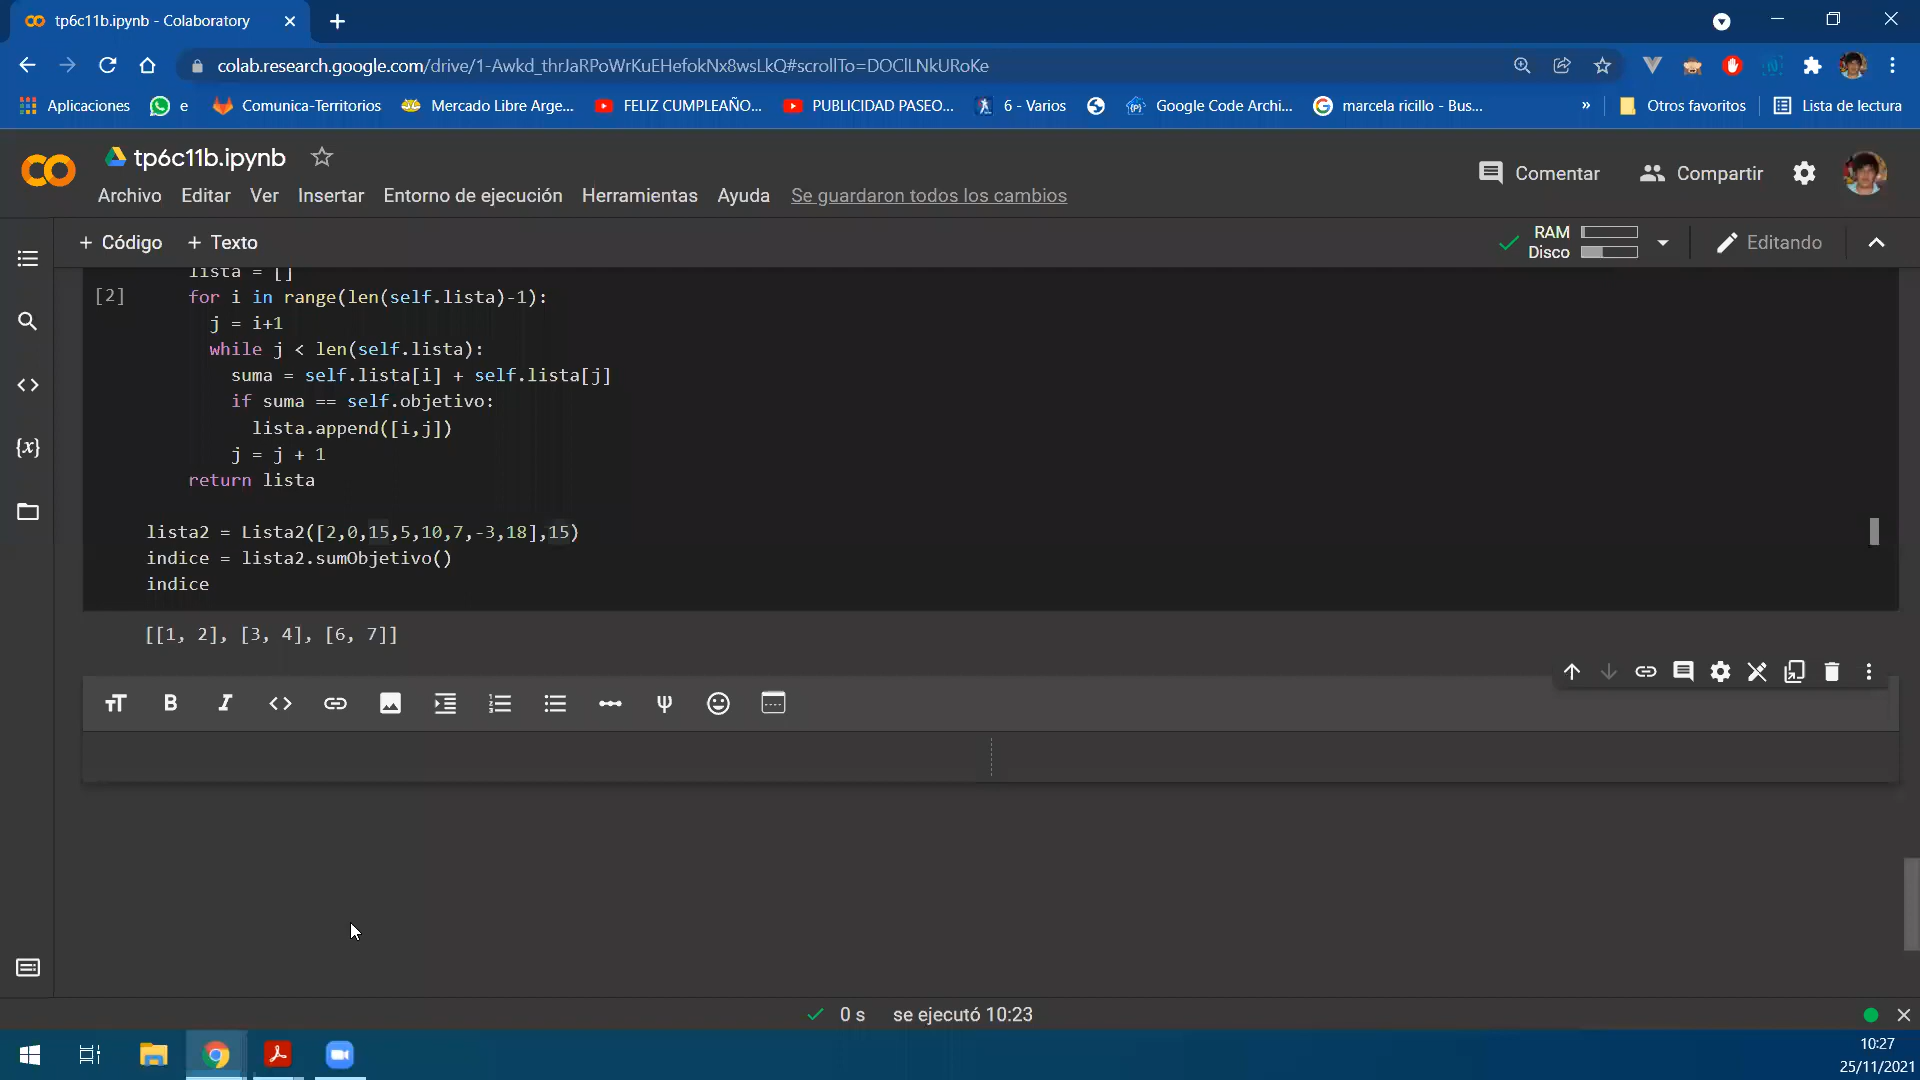 tp6c11b.ipynb - Colaboratory
colab.research.google.com/drive/1-Awkd_thrJaRPoWrKuEHefokNx8wsLkQ#scrollTo=DOClLNkURoKe
Aplicaciones e Comunica-Territorios Mercado Libre Arge... FELIZ CUMPLEAÑO... PUBLICIDAD PASEO... 6 - Varios Google Code Archi... marcela ricillo - Bus... » Otros favoritos Lista de lectura
tp6c11b.ipynb
Comentar Compartir
Archivo Editar Ver Insertar Entorno de ejecución Herramientas Ayuda Se guardaron todos los cambios
+ Código + Texto
RAM
Disco
Editando
lista = []
[2] for i in range(len(self.lista)-1):
j = i+1
while j < len(self.lista):
suma = self.lista[i] + self.lista[j]
if suma == self.objetivo:
lista.append([i,j])
j = j + 1
return lista
lista2 = Lista2([2,0,15,5,10,7,-3,18],15)
indice = lista2.sumObjetivo()
indice
[[1, 2], [3, 4], [6, 7]]
0 s se ejecutó 10:23
10:27
25/11/2021